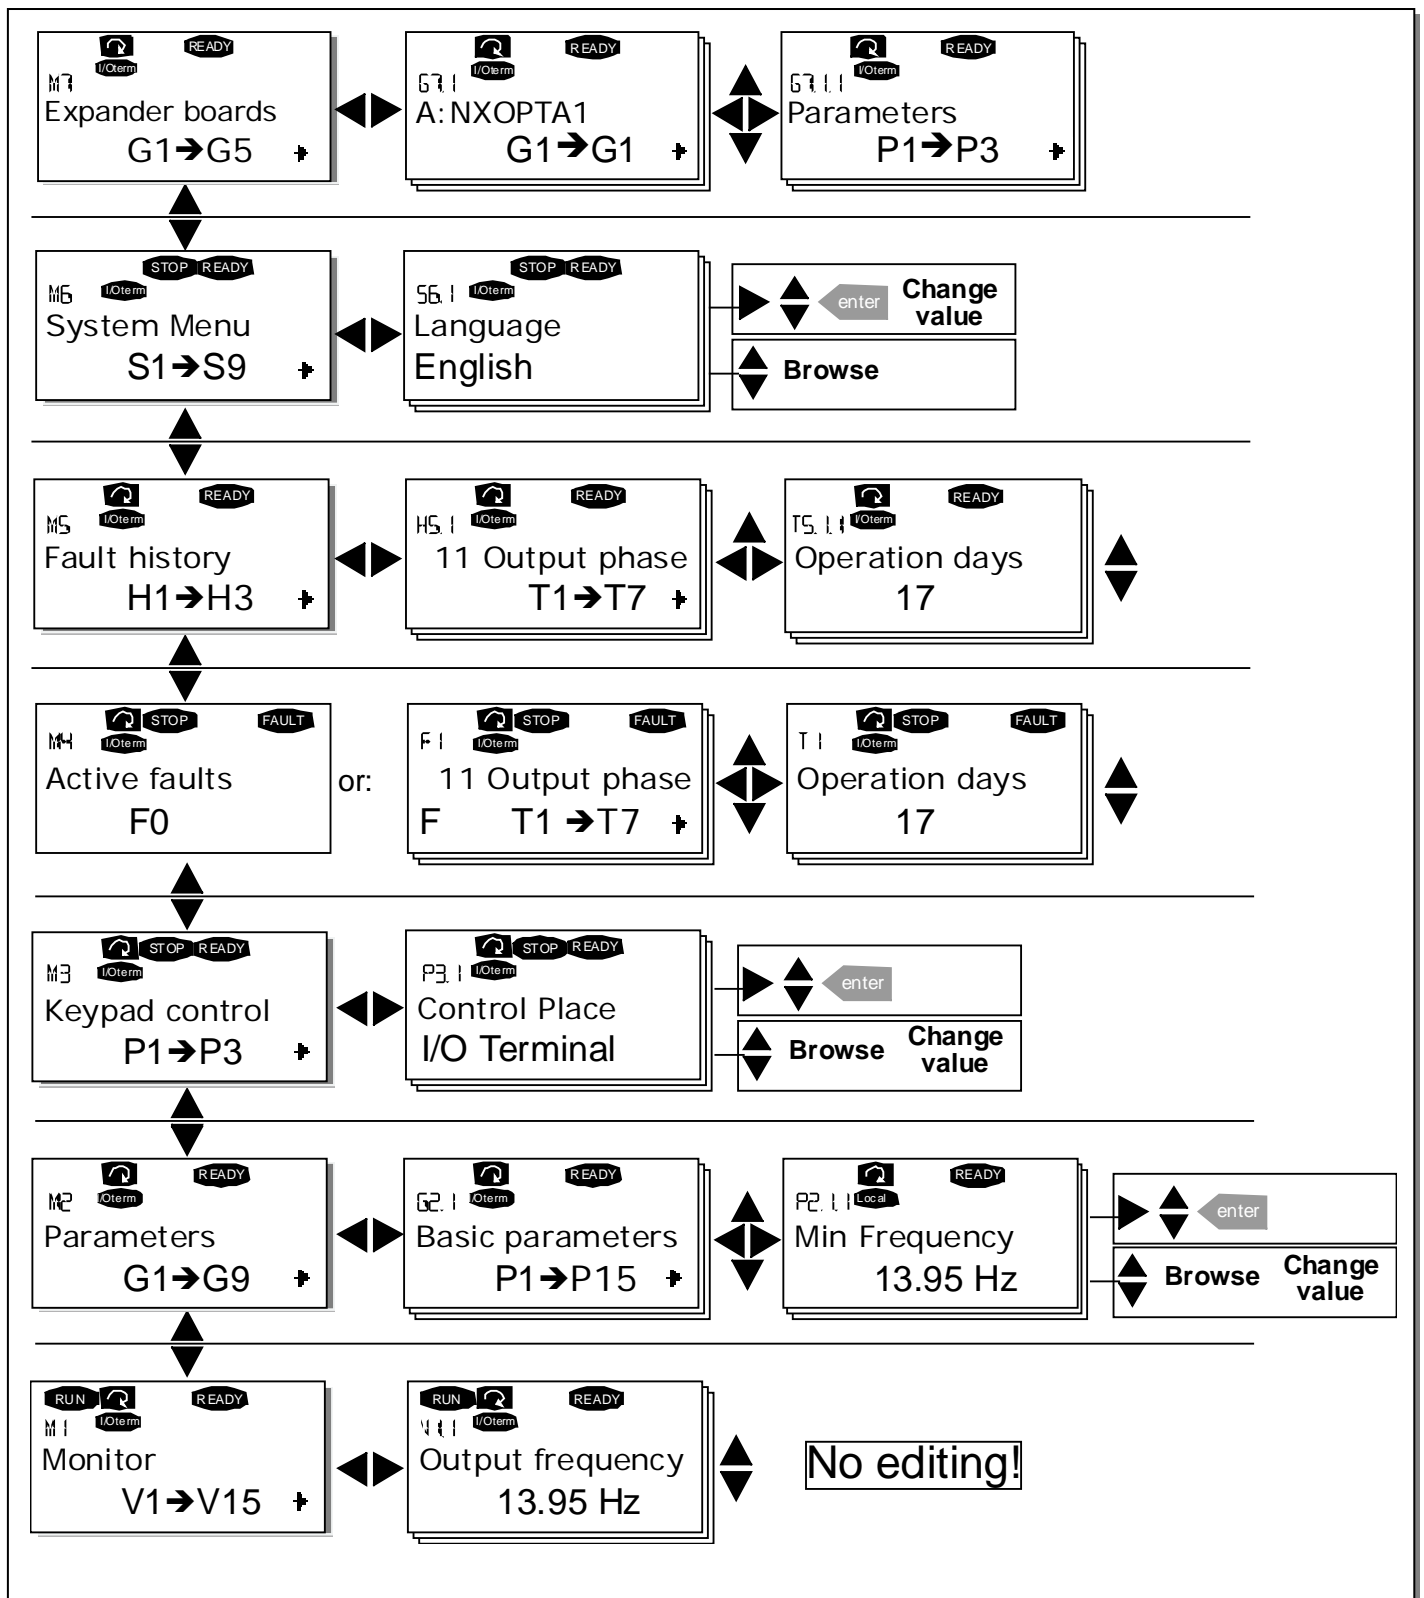 READY
I/Oterm
M7
Expander boards
G1➔G5
READY
I/Oterm
G7.1
A:NXOPTA1
G1➔G1
READY
I/Oterm
G7.1.1
Parameters
P1➔P3
STOP READY
M6 I/Oterm
System Menu
S1➔S9
STOP READY
S6.1 I/Oterm
Language
English
enter
Change
value
Browse
READY
M5 I/Oterm
Fault history
H1➔H3
READY
H5.1 I/Oterm
11 Output phase
T1➔T7
READY
T5.1.1 I/Oterm
Operation days
17
STOP FAULT
M4 I/Oterm
Active faults
F0
or:
STOP FAULT
F1 I/Oterm
11 Output phase
F T1➔T7
STOP FAULT
T1 I/Oterm
Operation days
17
STOP READY
M3 I/Oterm
Keypad control
P1➔P3
STOP READY
P3.1 I/Oterm
Control Place
I/O Terminal
enter
Browse
Change
value
READY
M2 I/Oterm
Parameters
G1➔G9
READY
G2.1 I/Oterm
Basic parameters
P1➔P15
READY
P2.1.1 Local
Min Frequency
13.95 Hz
enter
Browse
Change
value
RUN READY
M1 I/Oterm
Monitor
V1➔V15
RUN READY
V1.1 I/Oterm
Output frequency
13.95 Hz
No editing!